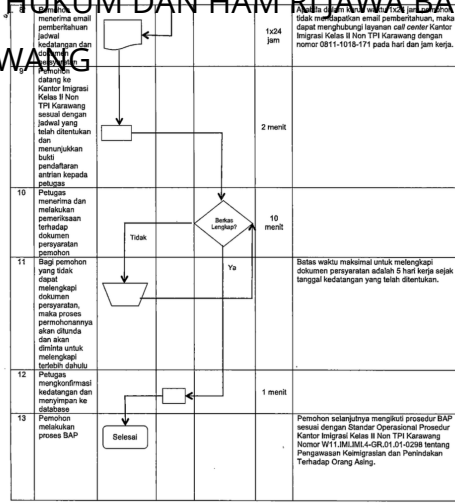 HUKUM DAN HAM RI JAWA BA
WANG
8
Pemohon
menerima email
pemberitahuan
jadwal
kedatangan dan
dokumen
persyaratan
1x24
jam
Apabila dalam kurun waktu 1x24 jam pemohon
tidak mendapatkan email pemberitahuan, maka
dapat menghubungi layanan call center Kantor
Imigrasi Kelas II Non TPI Karawang dengan
nomor 0811-1018-171 pada hari dan jam kerja.
9
Pemohon
datang ke
Kantor Imigrasi
Kelas II Non
TPI Karawang
sesuai dengan
jadwal yang
telah ditentukan
dan
menunjukkan
bukti
pendaftaran
antrian kepada
petugas
2 menit
10
Petugas
menerima dan
melakukan
pemeriksaan
terhadap
dokumen
persyaratan
pemohon
Berkas
Lengkap?
Tidak
Ya
10
menit
11
Bagi pemohon
yang tidak
dapat
melengkapi
dokumen
persyaratan,
maka proses
permohonannya
akan ditunda
dan akan
diminta untuk
melengkapi
terlebih dahulu
Batas waktu maksimal untuk melengkapi
dokumen persyaratan adalah 5 hari kerja sejak
tanggal kedatangan yang telah ditentukan.
12
Petugas
mengkonfirmasi
kedatangan dan
menyimpan ke
database
1 menit
13
Pemohon
melakukan
proses BAP
Selesai
Pemohon selanjutnya mengikuti prosedur BAP
sesuai dengan Standar Operasional Prosedur
Kantor Imigrasi Kelas II Non TPI Karawang
Nomor W11.IMI.IMI.4-GR.01.01-0298 tentang
Pengawasan Keimigrasian dan Penindakan
Terhadap Orang Asing.